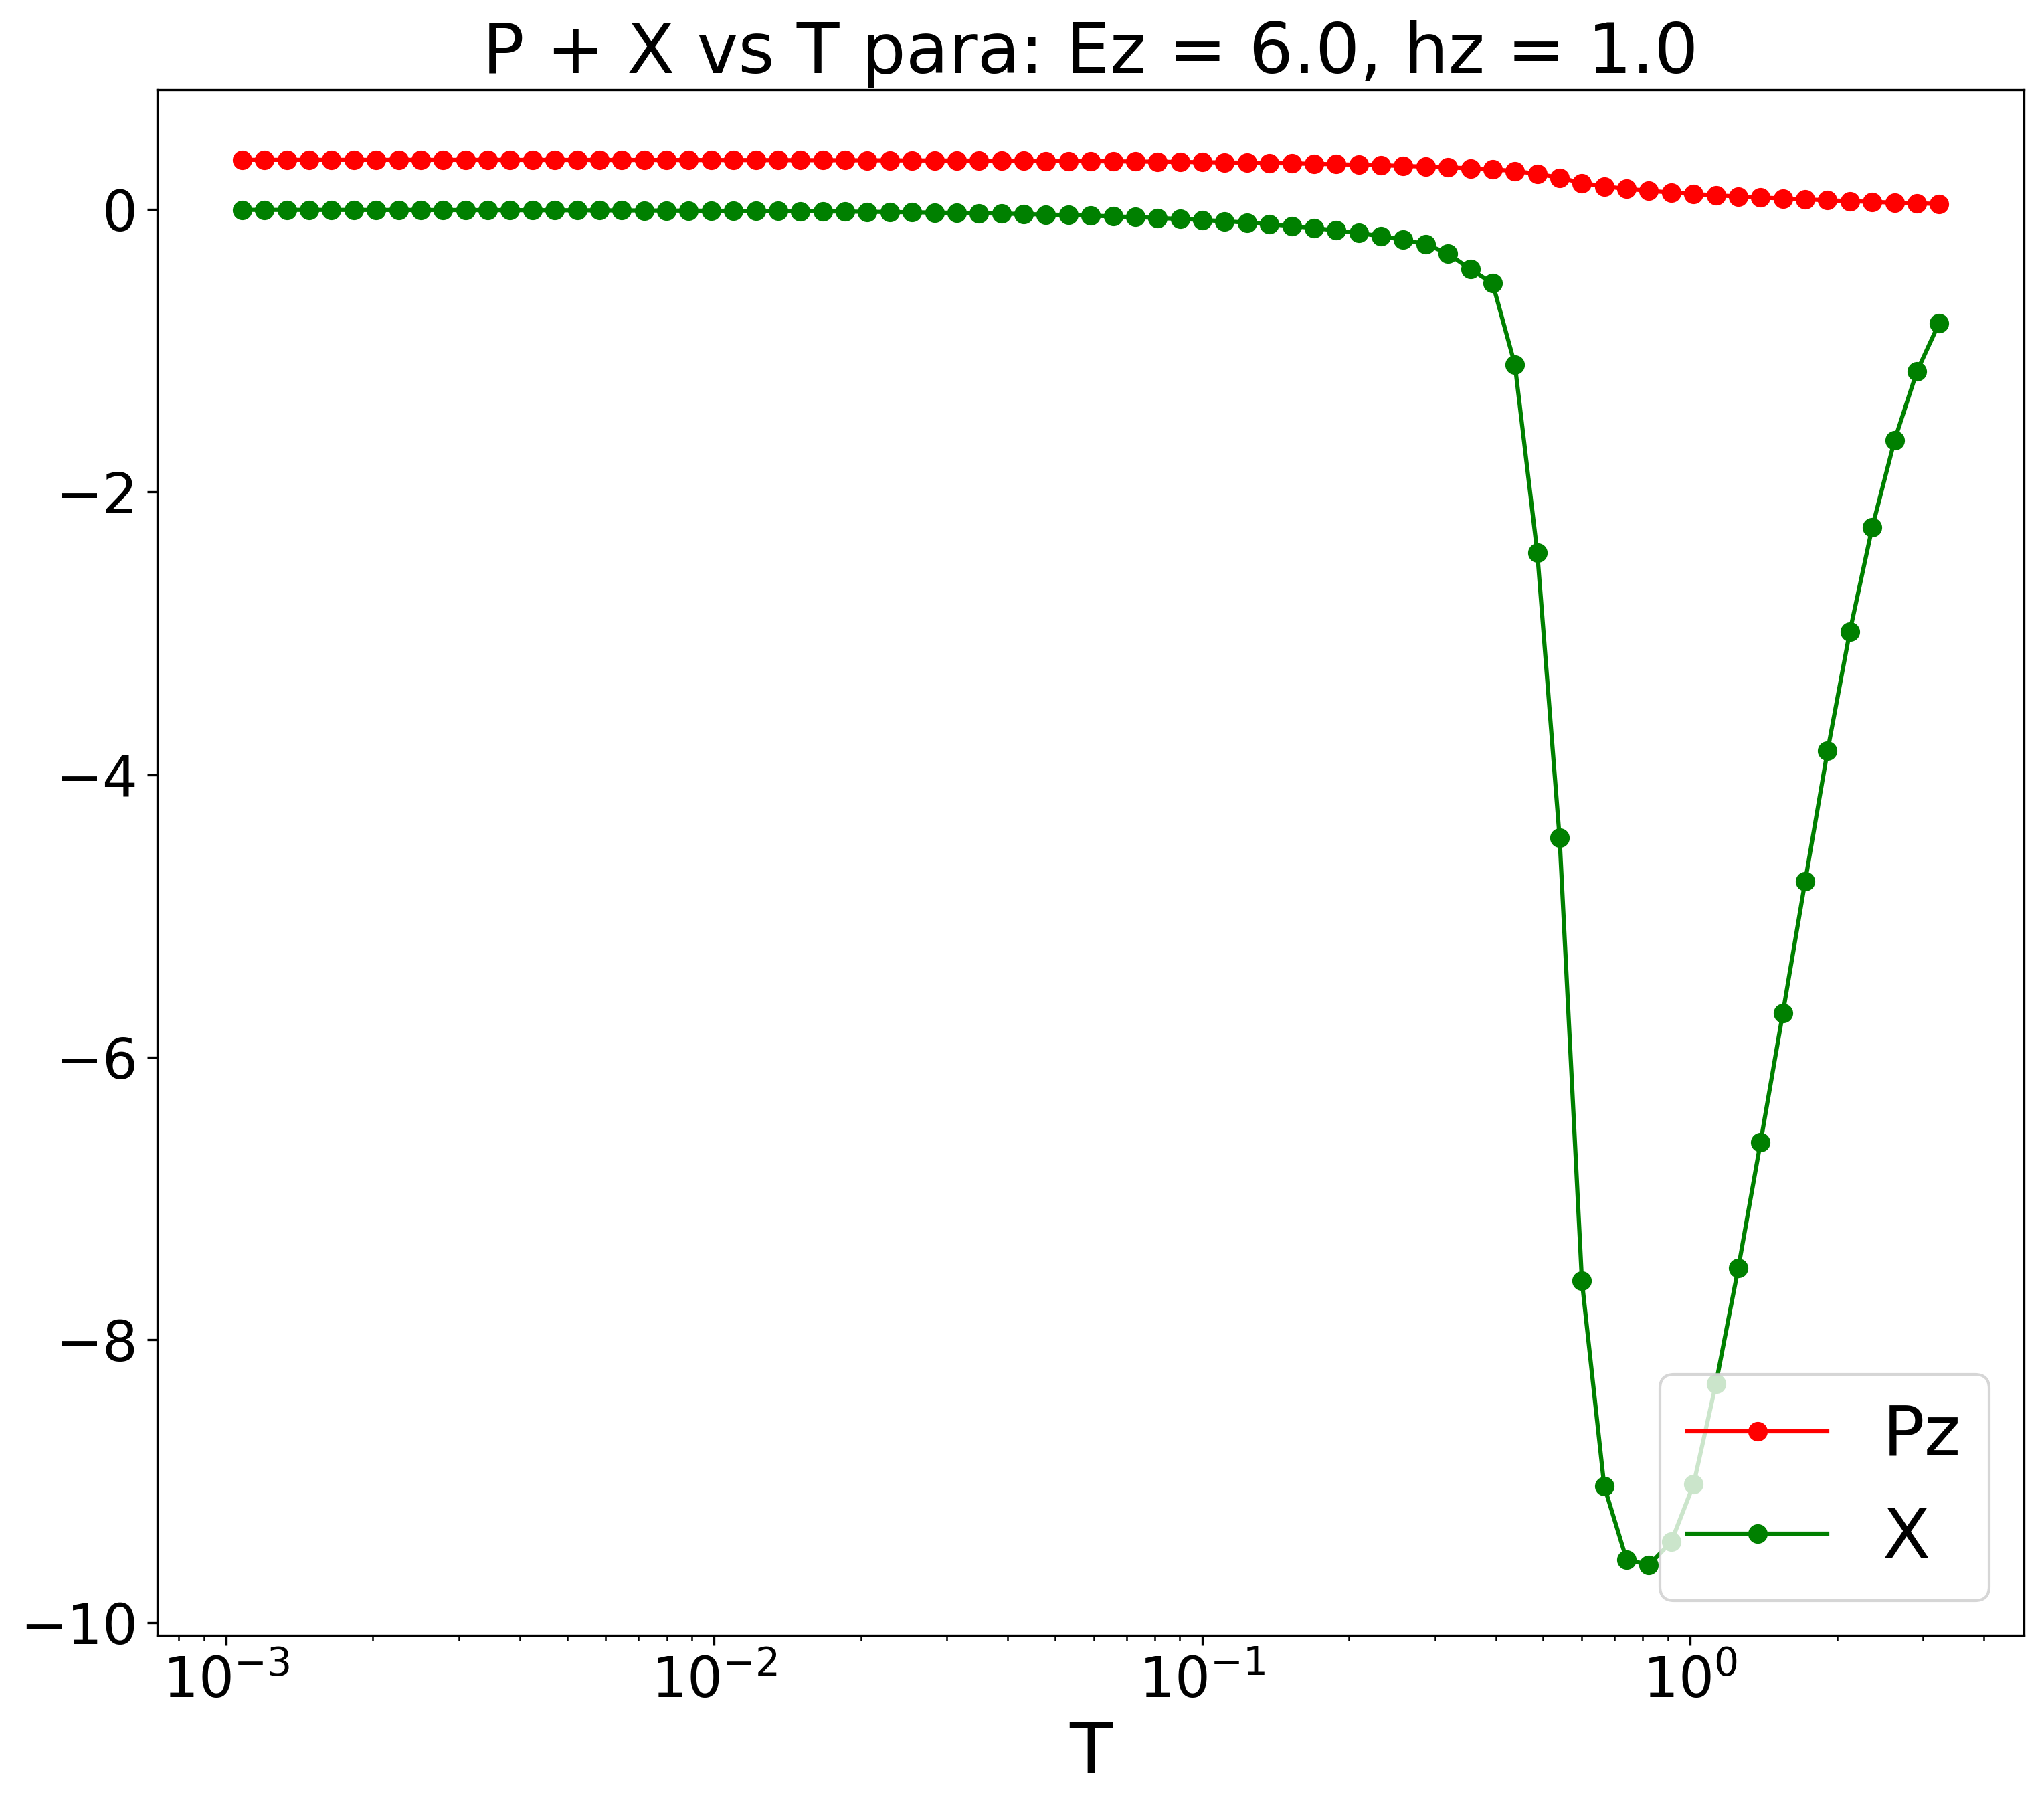 P + X vs T para: Ez = 6.0, hz = 1.0
0
−2
−4
−6
−8
−10
10⁻³ 10⁻² 10⁻¹ 10⁰
T
Pz
X